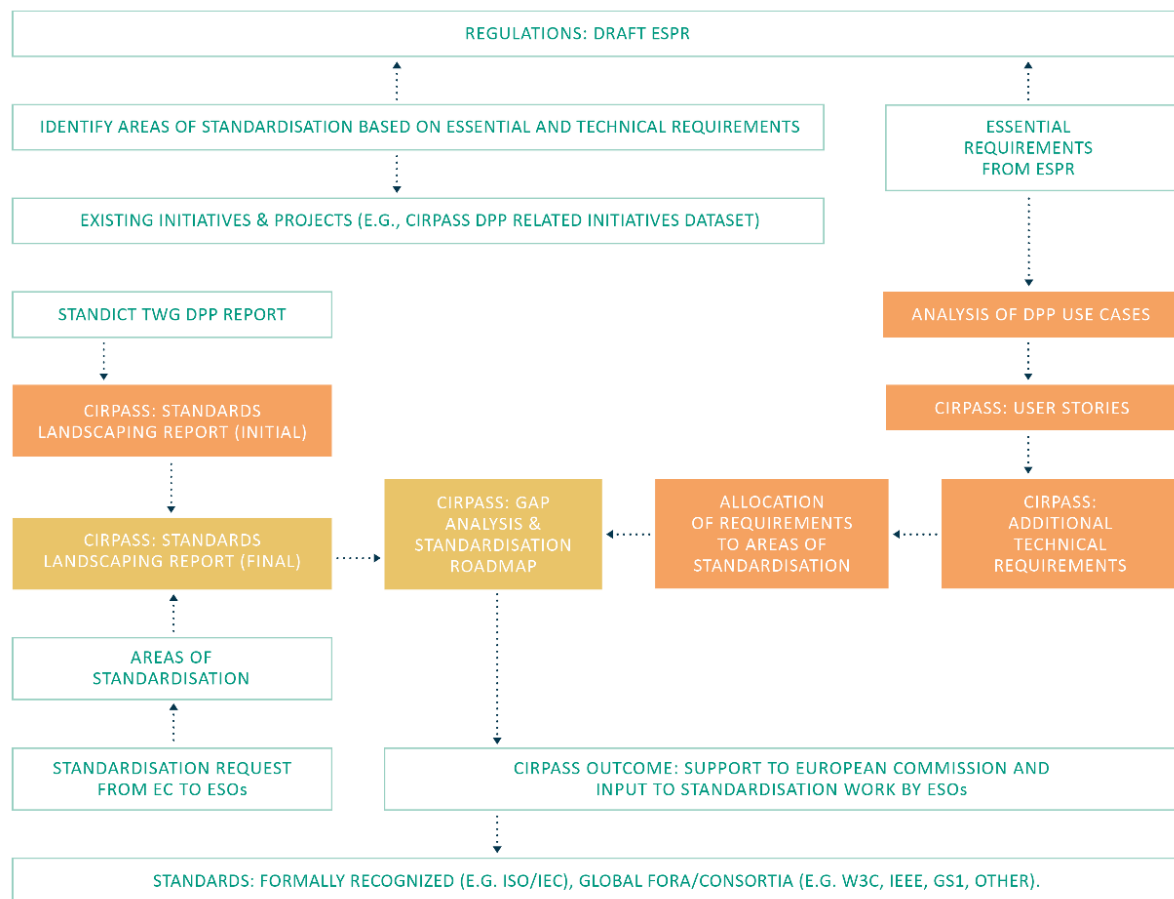 REGULATIONS: DRAFT ESPR
IDENTIFY AREAS OF STANDARDISATION BASED ON ESSENTIAL AND TECHNICAL REQUIREMENTS
ESSENTIAL
REQUIREMENTS
FROM ESPR
EXISTING INITIATIVES & PROJECTS (E.G., CIRPASS DPP RELATED INITIATIVES DATASET)
STANDICT TWG DPP REPORT
ANALYSIS OF DPP USE CASES
CIRPASS: STANDARDS
LANDSCAPING REPORT (INITIAL)
CIRPASS: USER STORIES
CIRPASS: STANDARDS
LANDSCAPING REPORT (FINAL)
CIRPASS: GAP
ANALYSIS &
STANDARDISATION
ROADMAP
ALLOCATION
OF REQUIREMENTS
TO AREAS OF
STANDARDISATION
CIRPASS:
ADDITIONAL
TECHNICAL
REQUIREMENTS
AREAS OF
STANDARDISATION
STANDARDISATION REQUEST
FROM EC TO ESOs
CIRPASS OUTCOME: SUPPORT TO EUROPEAN COMMISSION AND
INPUT TO STANDARDISATION WORK BY ESOs
STANDARDS: FORMALLY RECOGNIZED (E.G. ISO/IEC), GLOBAL FORA/CONSORTIA (E.G. W3C, IEEE, GS1, OTHER).